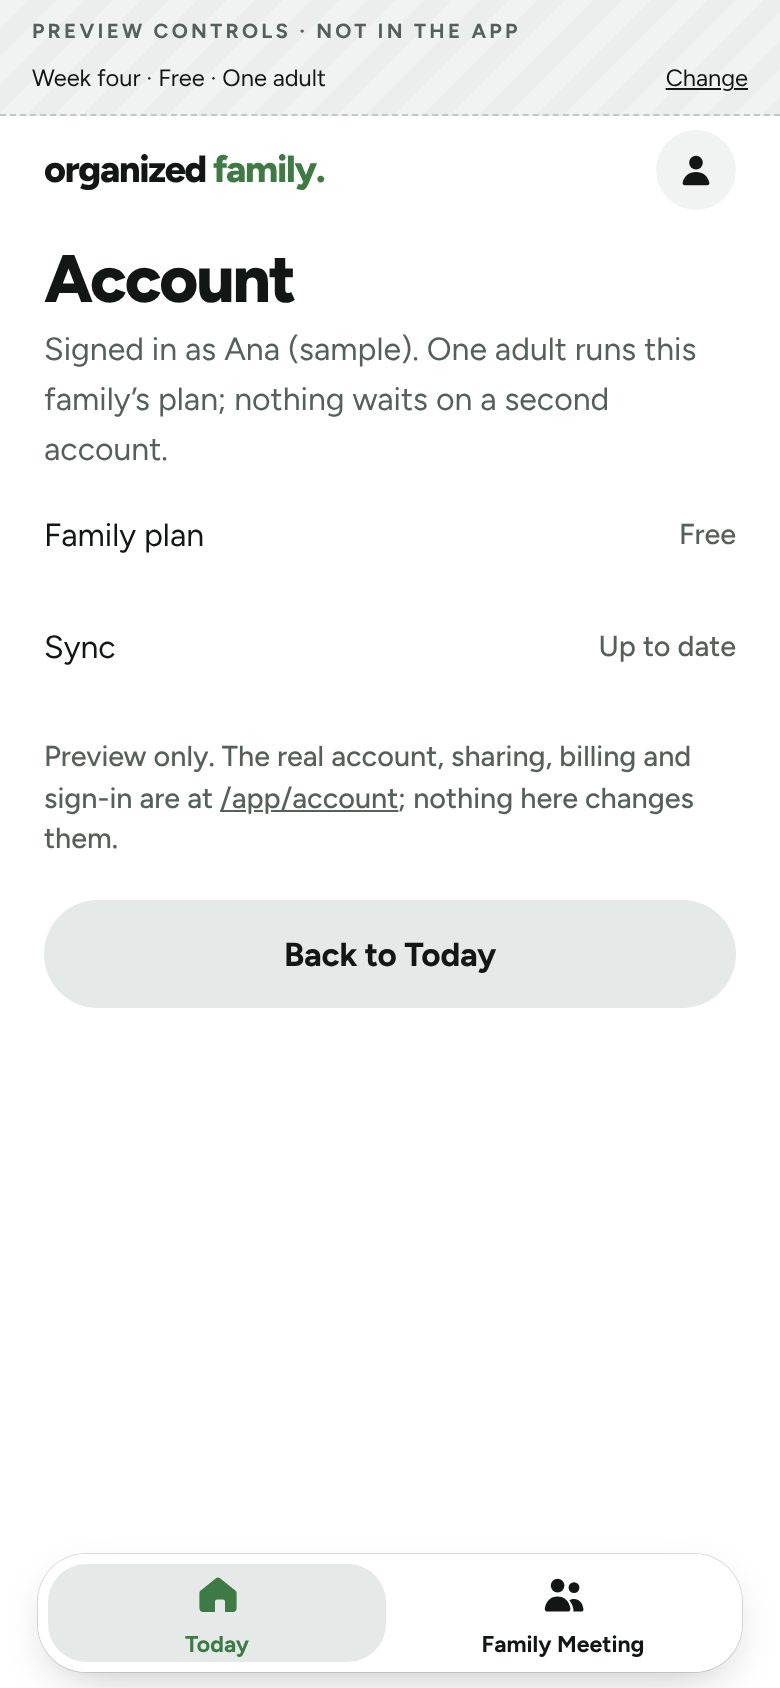 PREVIEW CONTROLS · NOT IN THE APP
Week four · Free · One adult
Change
organized family.
Account
Signed in as Ana (sample). One adult runs this
family’s plan; nothing waits on a second
account.
Family plan
Free
Sync
Up to date
Preview only. The real account, sharing, billing and
sign-in are at /app/account; nothing here changes
them.
Back to Today
Today
Family Meeting